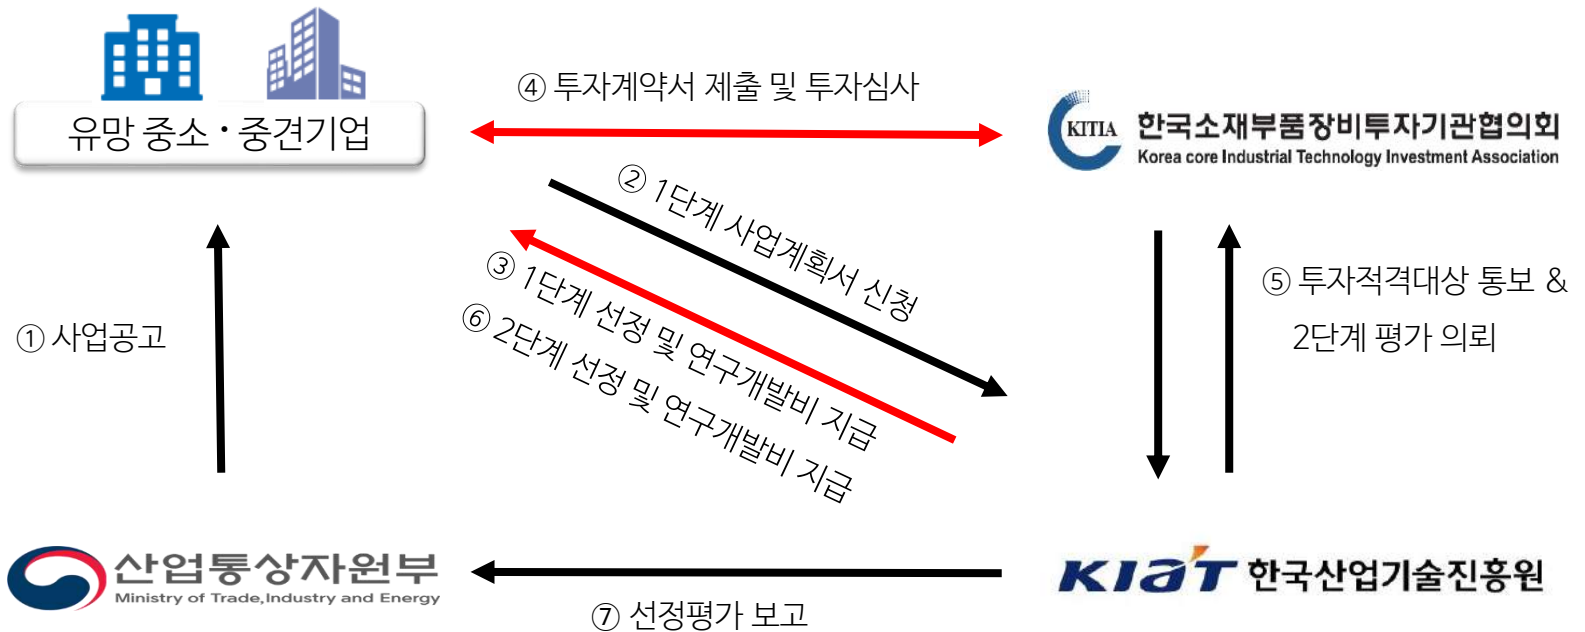 ④ 투자계약서 제출 및 투자심사
유망 중소・중견기업
KITIA 한국소재부품장비투자기관협의회
Korea core Industrial Technology Investment Association
② 1단계 사업계획서 신청
③ 1단계 선정 및 연구개발비 지급
⑥ 2단계 선정 및 연구개발비 지급
① 사업공고
⑤ 투자적격대상 통보 &
2단계 평가 의뢰
산업통상자원부
Ministry of Trade,Industry and Energy
KIAT 한국산업기술진흥원
⑦ 선정평가 보고